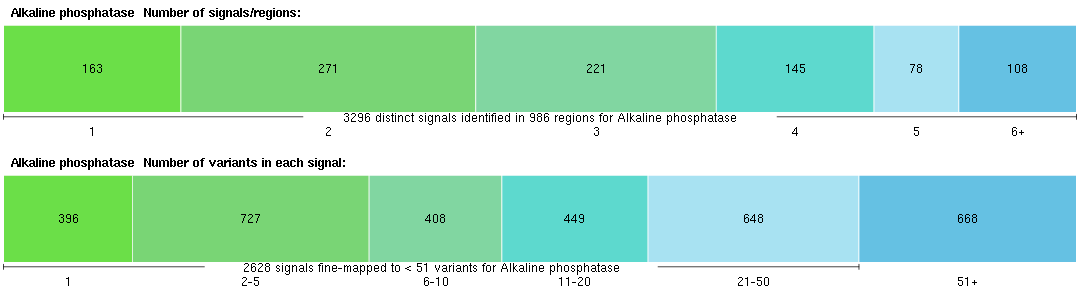 Alkaline phosphatase Number of signals/regions:
163 271 221 145 78 108
3296 distinct signals identified in 986 regions for Alkaline phosphatase
1 2 3 4 5 6+
Alkaline phosphatase Number of variants in each signal:
396 727 408 449 648 668
2628 signals fine-mapped to < 51 variants for Alkaline phosphatase
1 2-5 6-10 11-20 21-50 51+